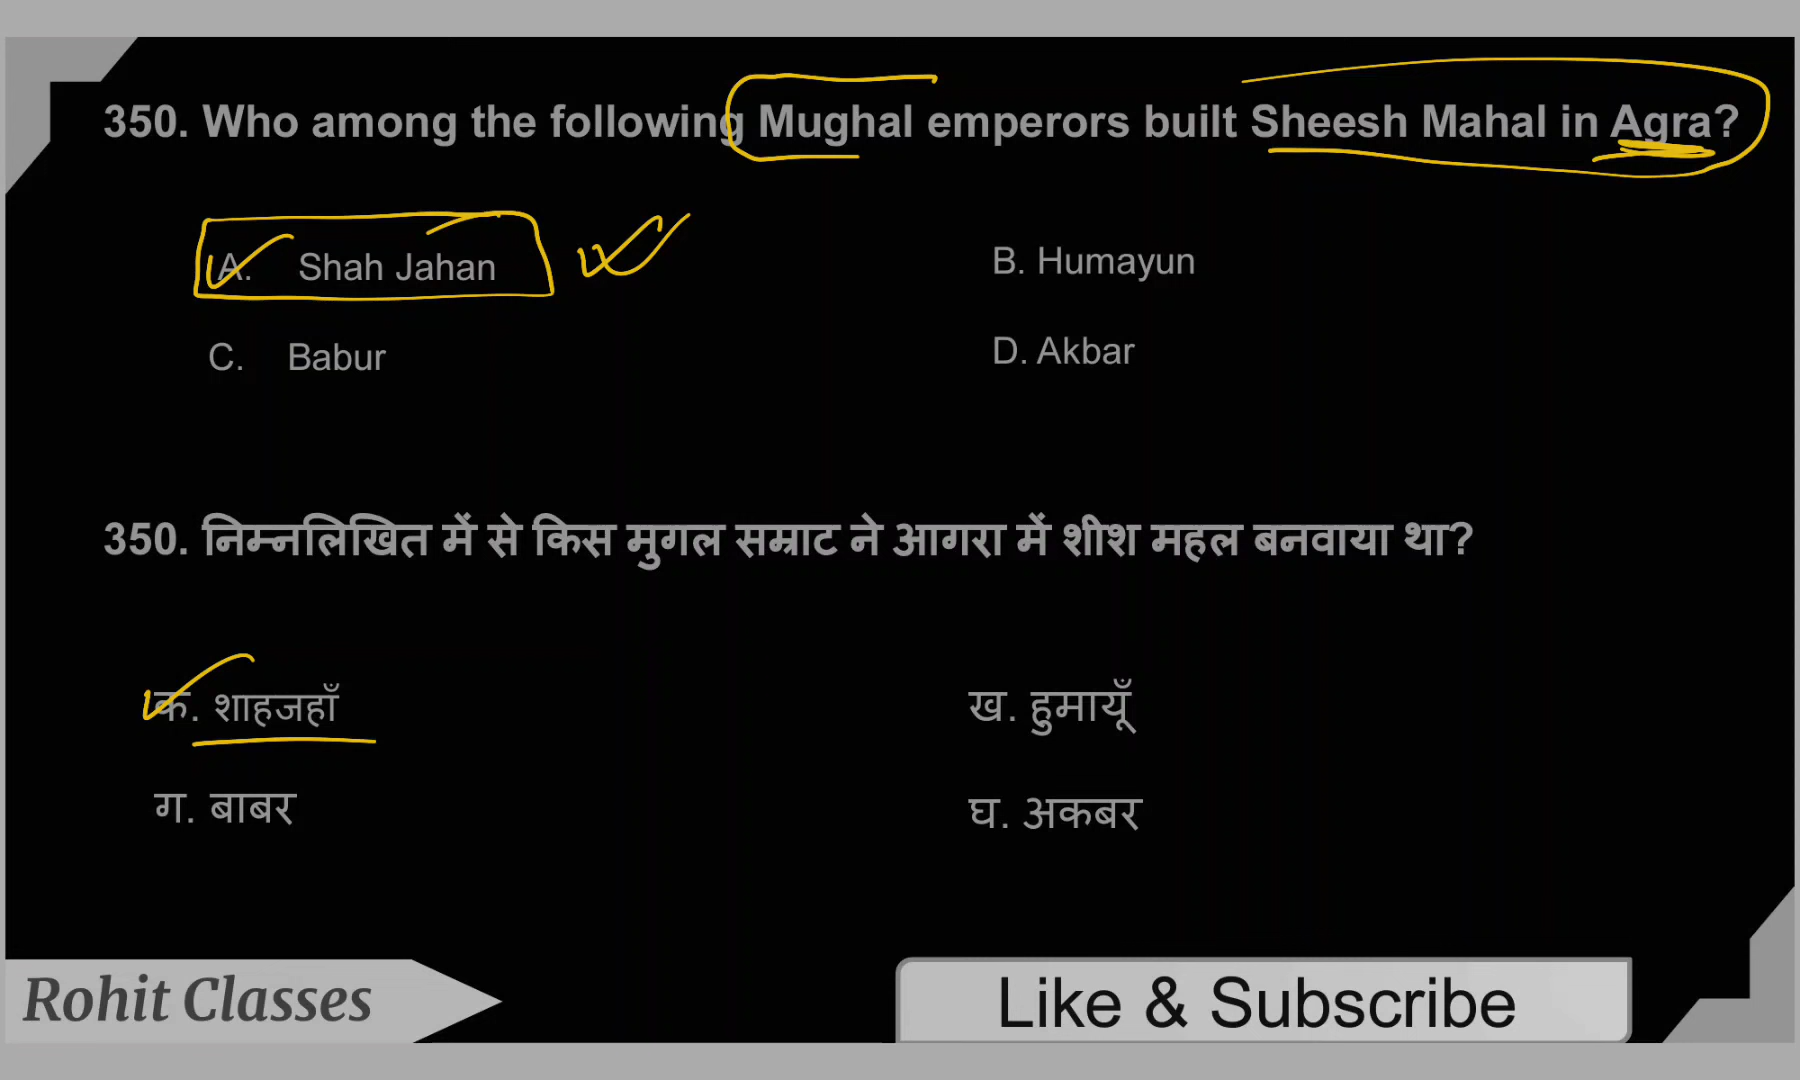 350. Who among the following Mughal emperors built Sheesh Mahal in Agra?
A. Shah Jahan
B. Humayun
C. Babur
D. Akbar
350. निम्नलिखित में से किस मुगल सम्राट ने आगरा में शीश महल बनवाया था?
क. शाहजहाँ
ख. हुमायूँ
ग. बाबर
घ. अकबर
Rohit Classes
Like & Subscribe